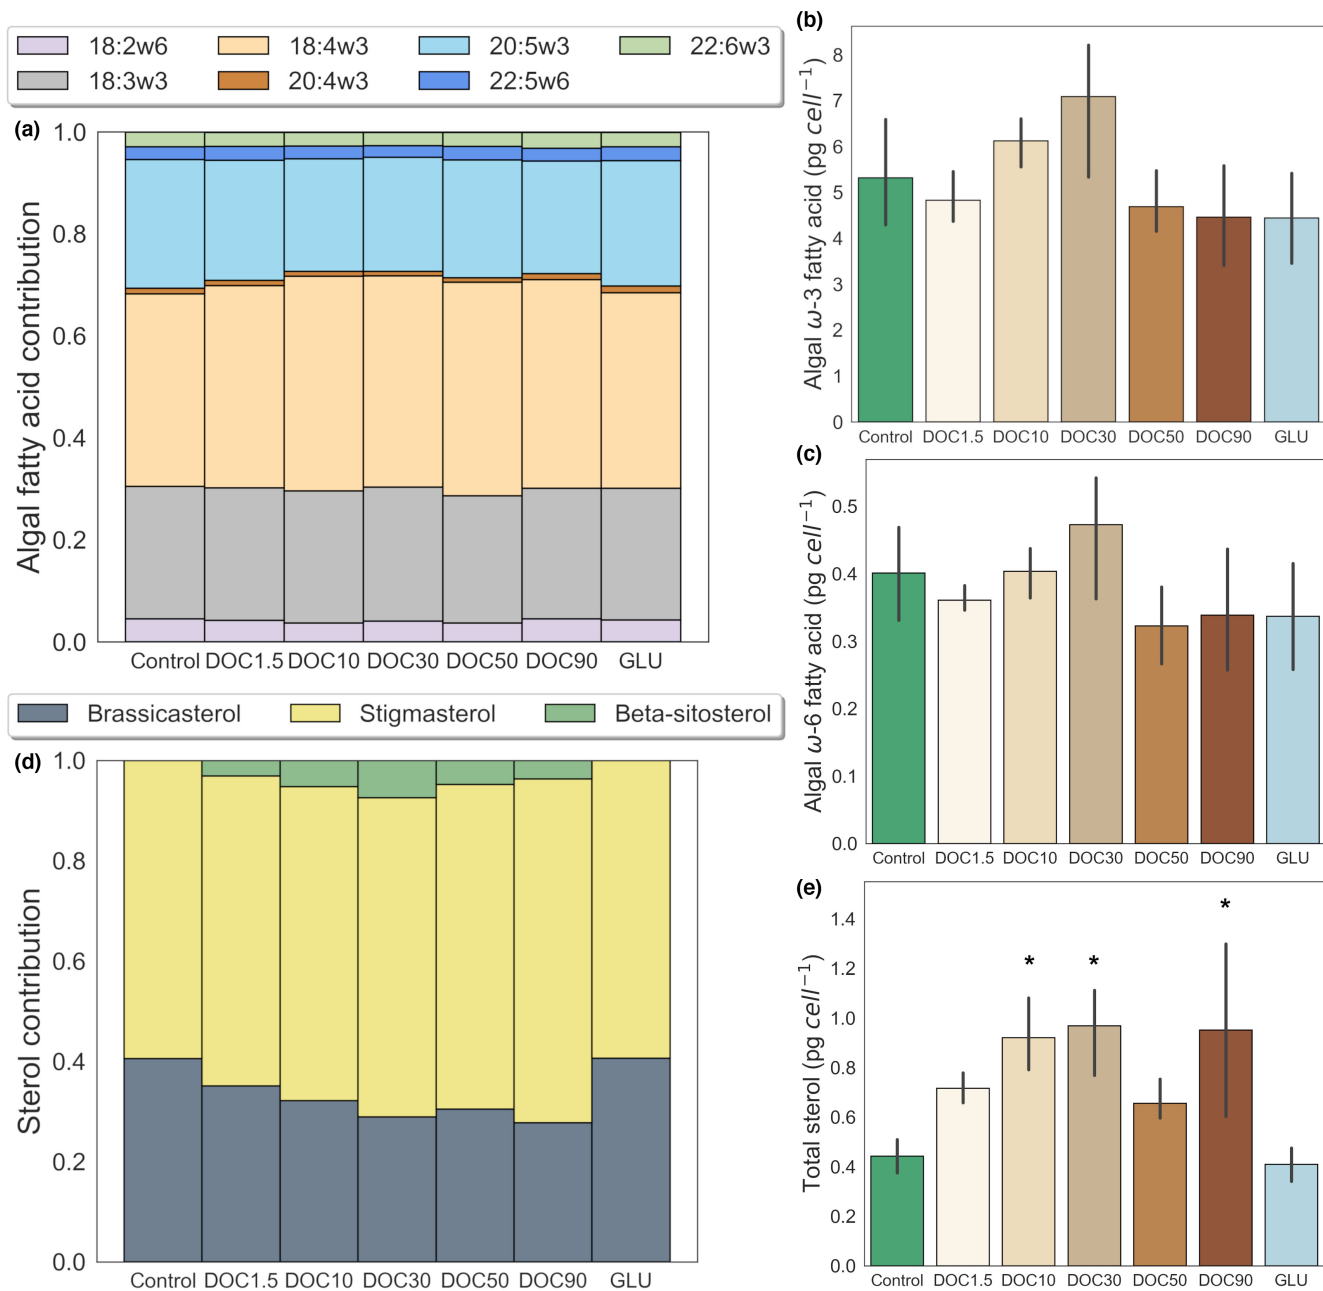 18:2w6 18:4w3 20:5w3 22:6w3
18:3w3 20:4w3 22:5w6
(a)
Algal fatty acid contribution
1.0
0.8
0.6
0.4
0.2
0.0
Control DOC1.5 DOC10 DOC30 DOC50 DOC90 GLU
(b)
Algal ω-3 fatty acid (pg cell⁻¹)
8
7
6
5
4
3
2
1
0
Control DOC1.5 DOC10 DOC30 DOC50 DOC90 GLU
(c)
Algal ω-6 fatty acid (pg cell⁻¹)
0.5
0.4
0.3
0.2
0.1
0.0
Control DOC1.5 DOC10 DOC30 DOC50 DOC90 GLU
Brassicasterol Stigmasterol Beta-sitosterol
(d)
Sterol contribution
1.0
0.8
0.6
0.4
0.2
0.0
Control DOC1.5 DOC10 DOC30 DOC50 DOC90 GLU
(e)
Total sterol (pg cell⁻¹)
1.4
1.2
1.0
0.8
0.6
0.4
0.2
0.0
* * *
Control DOC1.5 DOC10 DOC30 DOC50 DOC90 GLU